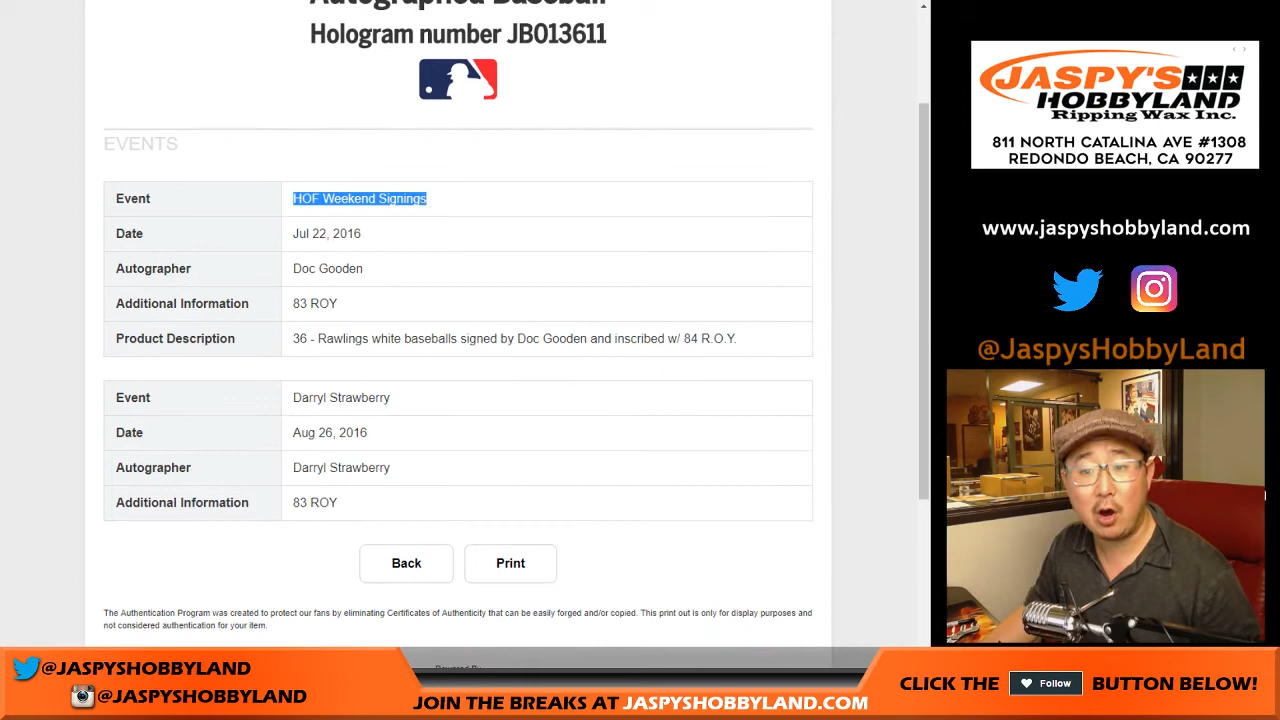 Autographed Baseball
Hologram number JB013611
EVENTS
Event HOF Weekend Signings
Date Jul 22, 2016
Autographer Doc Gooden
Additional Information 83 ROY
Product Description 36 - Rawlings white baseballs signed by Doc Gooden and inscribed w/ 84 R.O.Y.
Event Darryl Strawberry
Date Aug 26, 2016
Autographer Darryl Strawberry
Additional Information 83 ROY
Back Print
The Authentication Program was created to protect our fans by eliminating Certificates of Authenticity that can be easily forged and/or copied. This print out is only for display purposes and
not considered authentication for your item.
Powered By
JASPY'S
HOBBYLAND
Ripping Wax Inc.
811 NORTH CATALINA AVE #1308
REDONDO BEACH, CA 90277
www.jaspyshobbyland.com
@JaspysHobbyLand
@JASPYSHOBBYLAND
@JASPYSHOBBYLAND
JOIN THE BREAKS AT JASPYSHOBBYLAND.COM
CLICK THE Follow BUTTON BELOW!